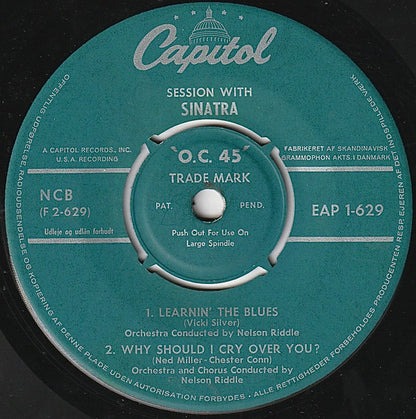 Capitol
SESSION WITH
SINATRA
A CAPITOL RECORDS, INC.
U.S.A. RECORDING
FABRIKERET AF SKANDINAVISK
GRAMMOPHON AKTS. I DANMARK
"O.C. 45"
TRADE MARK
PAT. PEND.
Push Out For Use On
Large Spindle
NCB
(F 2-629)
Udleje og udlån forbudt
EAP 1-629
1. LEARNIN' THE BLUES
(Vicki Silver)
Orchestra Conducted by Nelson Riddle
2. WHY SHOULD I CRY OVER YOU?
(Ned Miller - Chester Conn)
Orchestra and Chorus Conducted by
Nelson Riddle
OFFENTLIG UDFØRELSE, RADIOUDSENDELSE OG KOPIERING AF DENNE PLADE UDEN AUTORISATION FORBYDES · ALLE RETTIGHEDER FORBEHOLDES PRODUCENTEN RESP. EJEREN AF DET INDSPILLEDE VÆRK